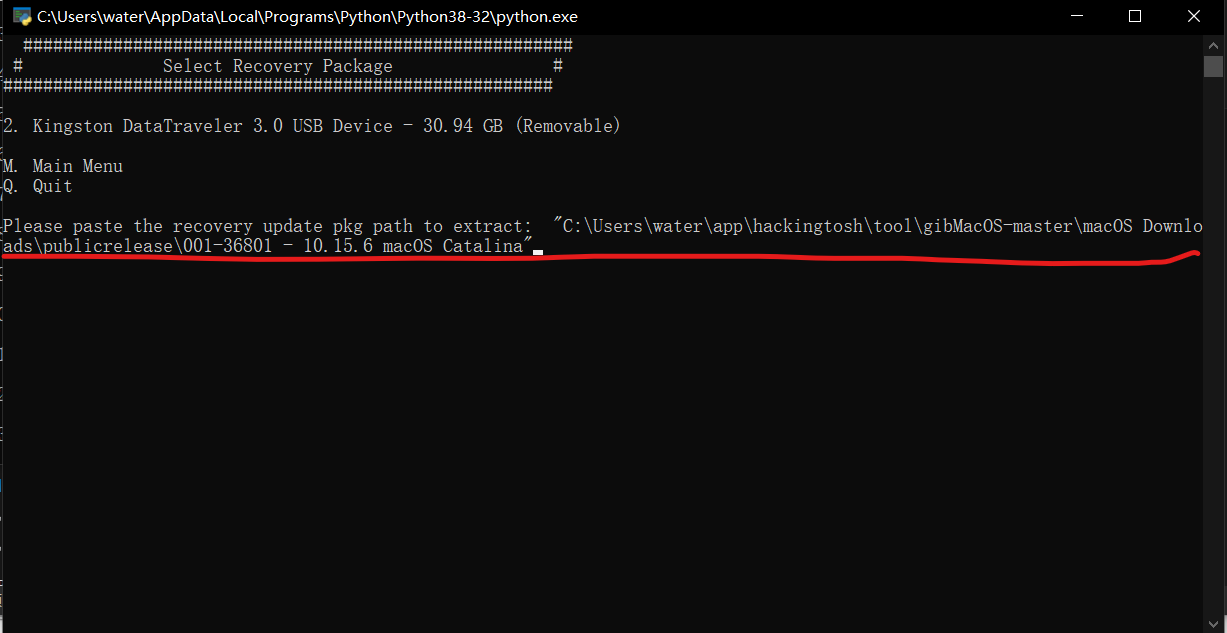 C:\Users\water\AppData\Local\Programs\Python\Python38-32\python.exe
#######################################################
# Select Recovery Package #
#######################################################
2. Kingston DataTraveler 3.0 USB Device - 30.94 GB (Removable)
M. Main Menu
Q. Quit
Please paste the recovery update pkg path to extract: "C:\Users\water\app\hackingtosh\tool\gibMacOS-master\macOS Downlo
ads\publicrelease\001-36801 - 10.15.6 macOS Catalina"